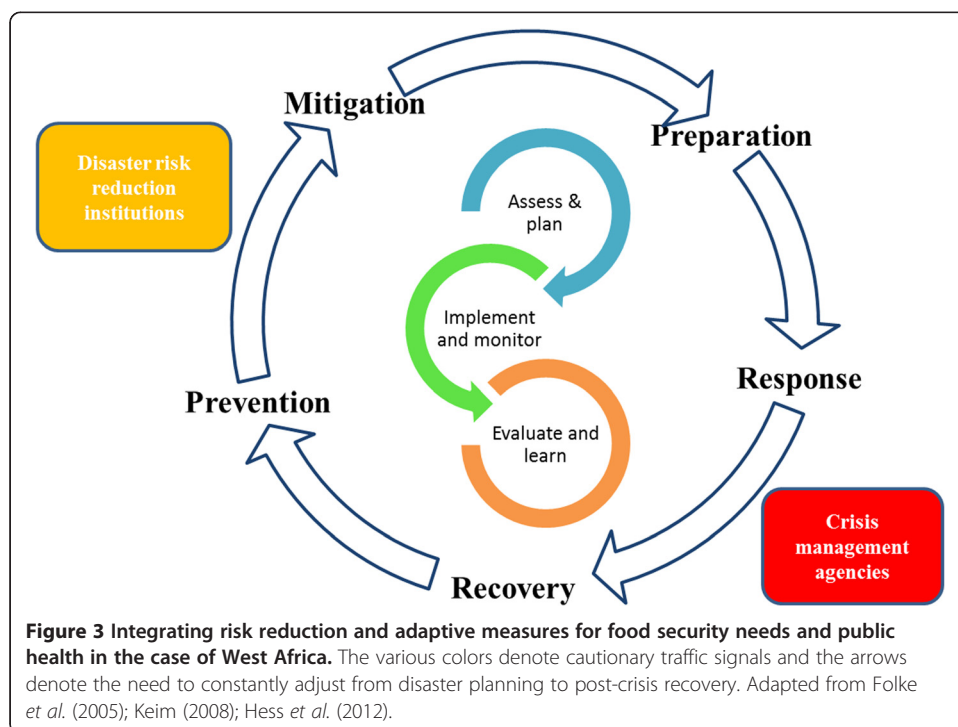 Mitigation
Preparation
Disaster risk
reduction
institutions
Assess &
plan
Implement
and monitor
Response
Prevention
Evaluate and
learn
Crisis
management
agencies
Recovery
Figure 3 Integrating risk reduction and adaptive measures for food security needs and public
health in the case of West Africa. The various colors denote cautionary traffic signals and the arrows
denote the need to constantly adjust from disaster planning to post-crisis recovery. Adapted from Folke
et al. (2005); Keim (2008); Hess et al. (2012).